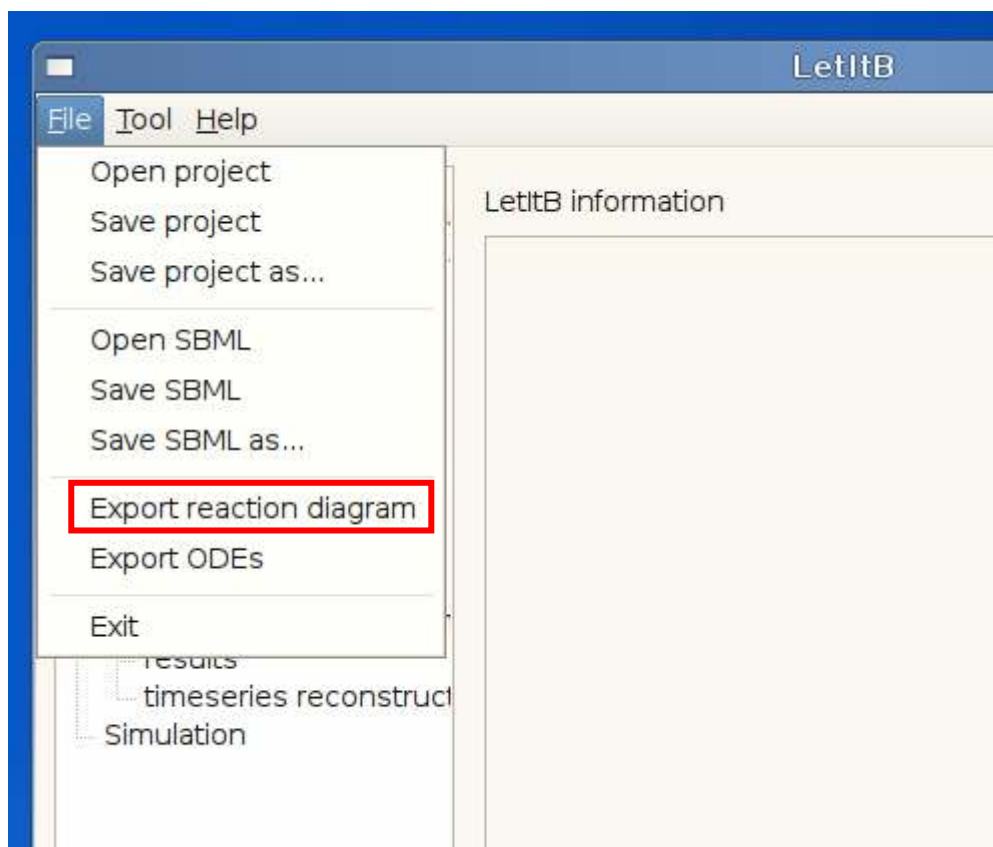 LetItB
File Tool Help
Open project
Save project
Save project as...
Open SBML
Save SBML
Save SBML as...
Export reaction diagram
Export ODEs
Exit
LetItB information
results
timeseries reconstruct
Simulation